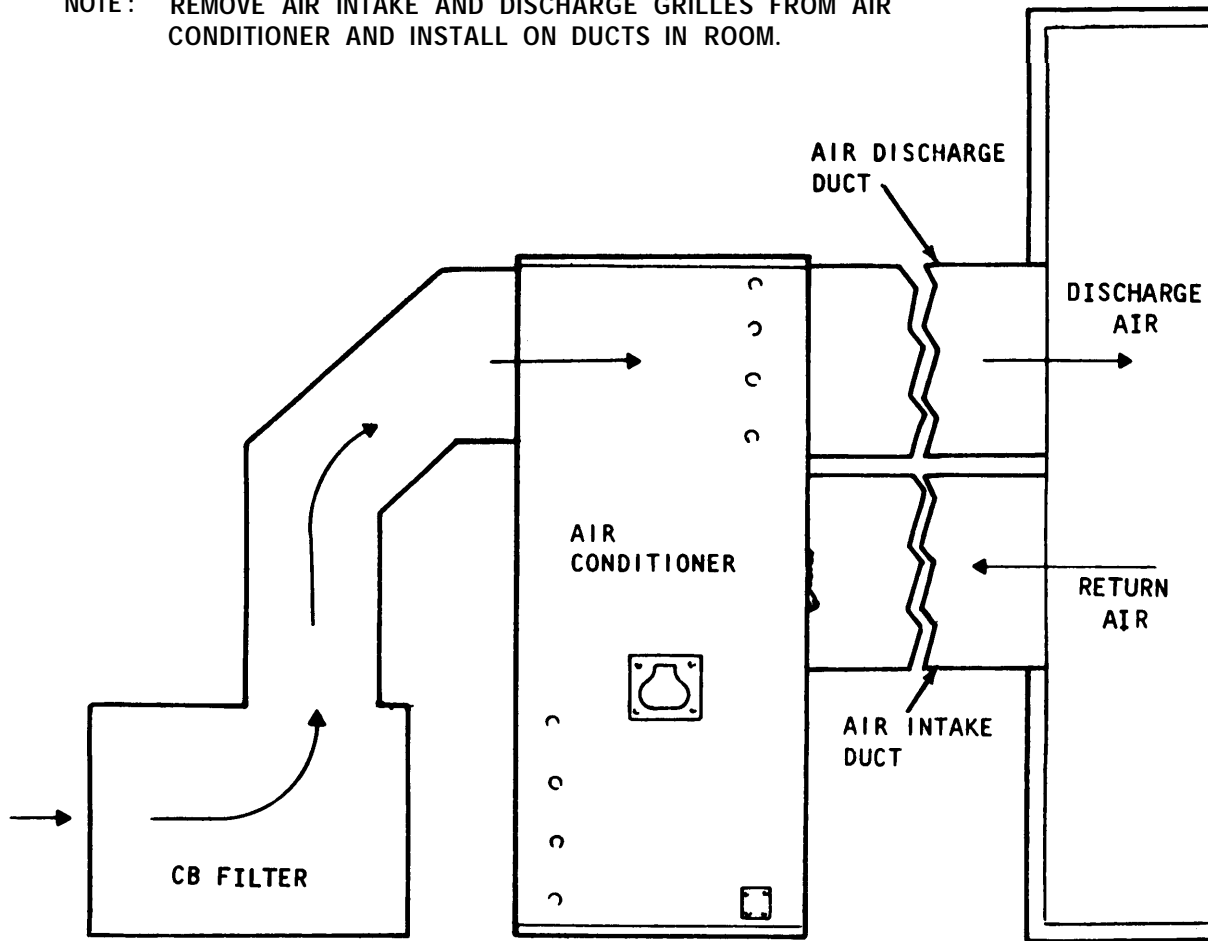 NOTE: REMOVE AIR INTAKE AND DISCHARGE GRILLES FROM AIR
CONDITIONER AND INSTALL ON DUCTS IN ROOM.
AIR DISCHARGE
DUCT
DISCHARGE
AIR
AIR
CONDITIONER
RETURN
AIR
AIR INTAKE
DUCT
CB FILTER